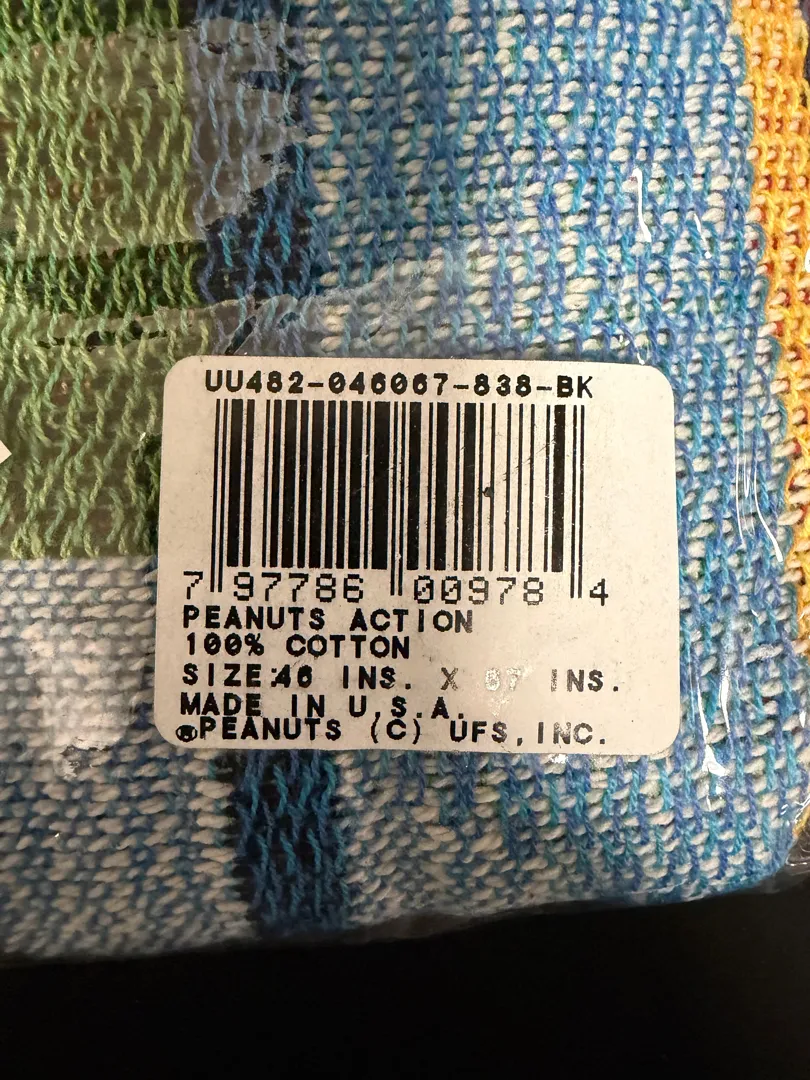 UU482-046067-838-BK
7 97786 00978 4
PEANUTS ACTION
100% COTTON
SIZE:46 INS. X 67 INS.
MADE IN U.S.A.
®PEANUTS (C) UFS,INC.